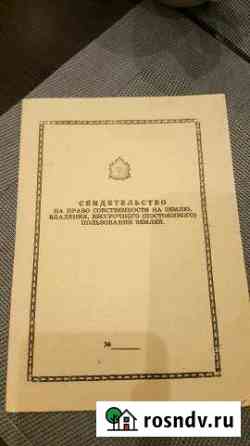 СВИДЕТЕЛЬСТВО
НА ПРАВО СОБСТВЕННОСТИ НА ЗЕМЛЮ,
ВЛАДЕНИЯ, БЕССРОЧНОГО (ПОСТОЯННОГО)
ПОЛЬЗОВАНИЯ ЗЕМЛЕЙ.
№
rosndv.ru